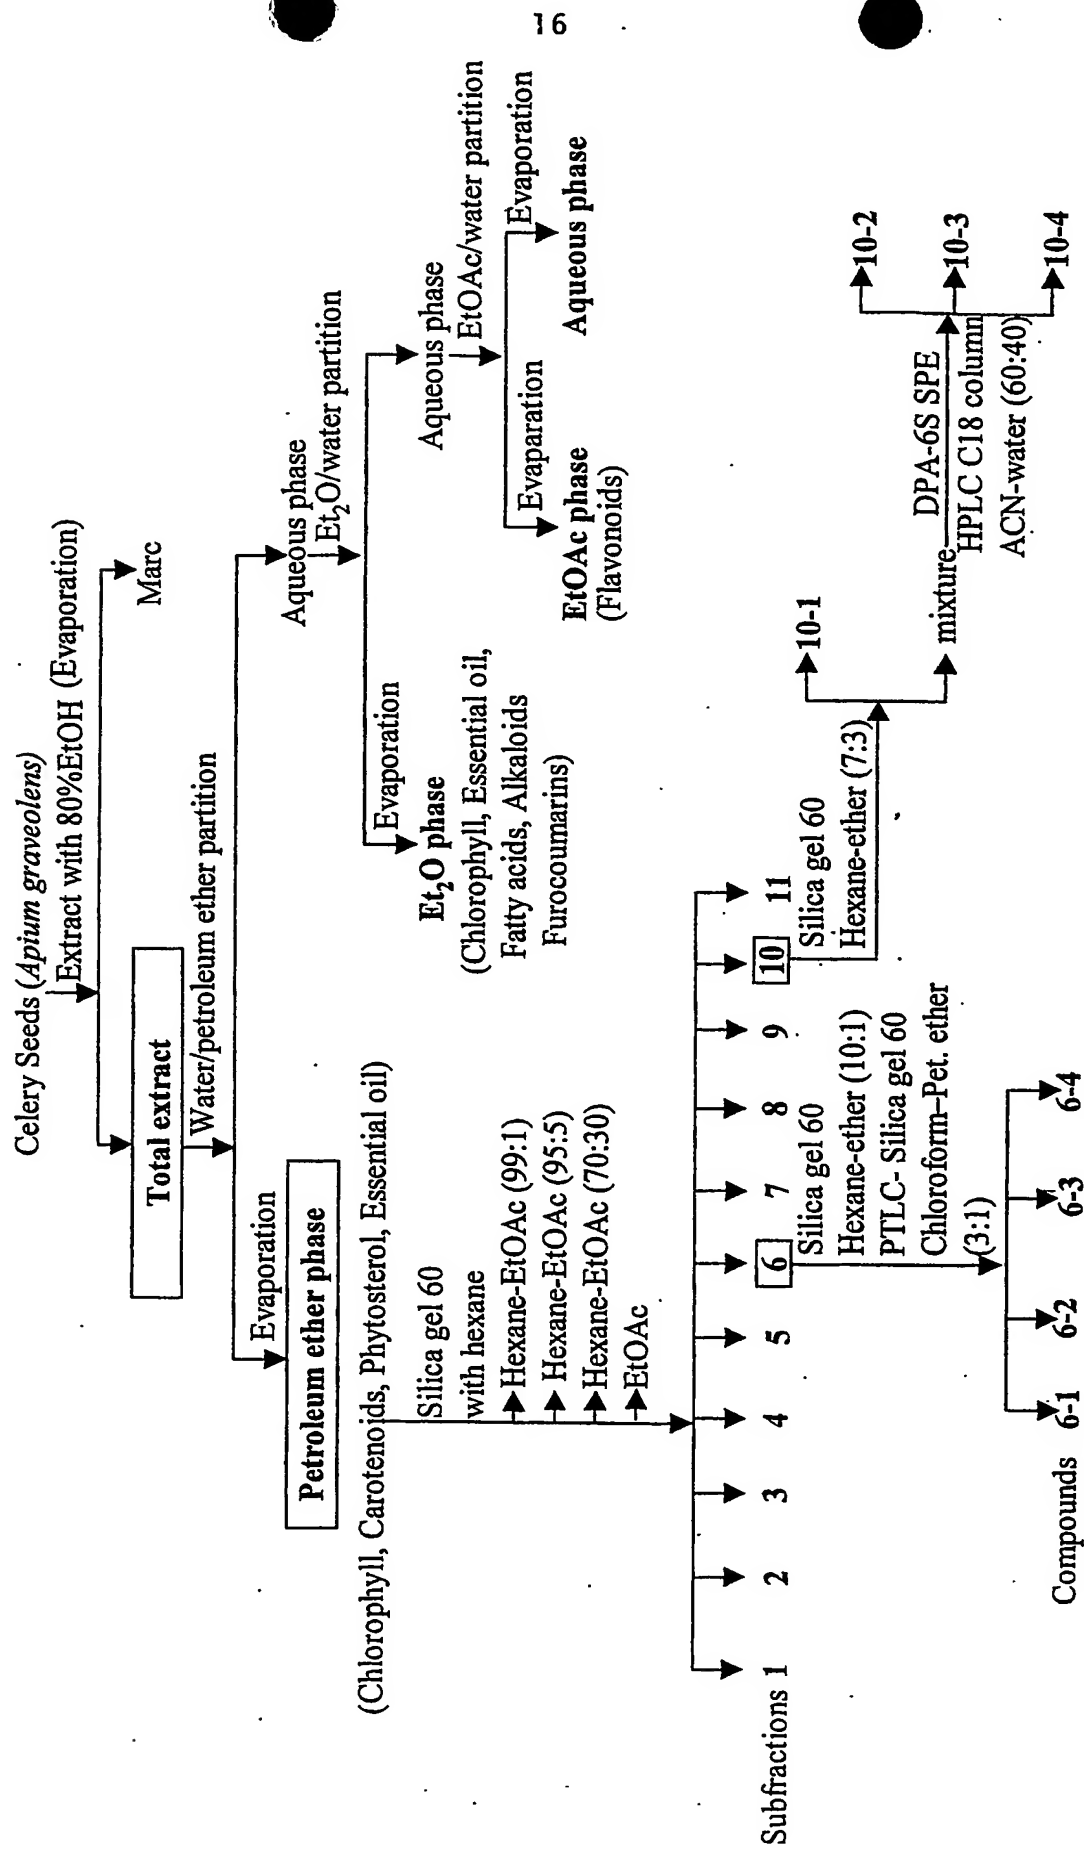 16
Celery Seeds (Apium graveolens)
Extract with 80%EtOH (Evaporation)
Total extract
Marc
Water/petroleum ether partition
Evaporation
Petroleum ether phase
Aqueous phase
Et₂O/water partition
(Chlorophyll, Carotenoids, Phytosterol, Essential oil)
Evaporation
Et₂O phase
(Chlorophyll, Essential oil,
Fatty acids, Alkaloids
Furocoumarins)
Aqueous phase
EtOAc/water partition
Evaparation
EtOAc phase
(Flavonoids)
Evaporation
Aqueous phase
Silica gel 60
with hexane
Hexane-EtOAc (99:1)
Hexane-EtOAc (95:5)
Hexane-EtOAc (70:30)
EtOAc
Subfractions 1 2 3 4 5 6 7 8 9 10 11
Silica gel 60
Hexane-ether (10:1)
PTLC- Silica gel 60
Chloroform–Pet. ether
(3:1)
Compounds 6-1 6-2 6-3 6-4
Silica gel 60
Hexane-ether (7:3)
10-1
mixture
DPA-6S SPE
HPLC C18 column
ACN-water (60:40)
10-2
10-3
10-4